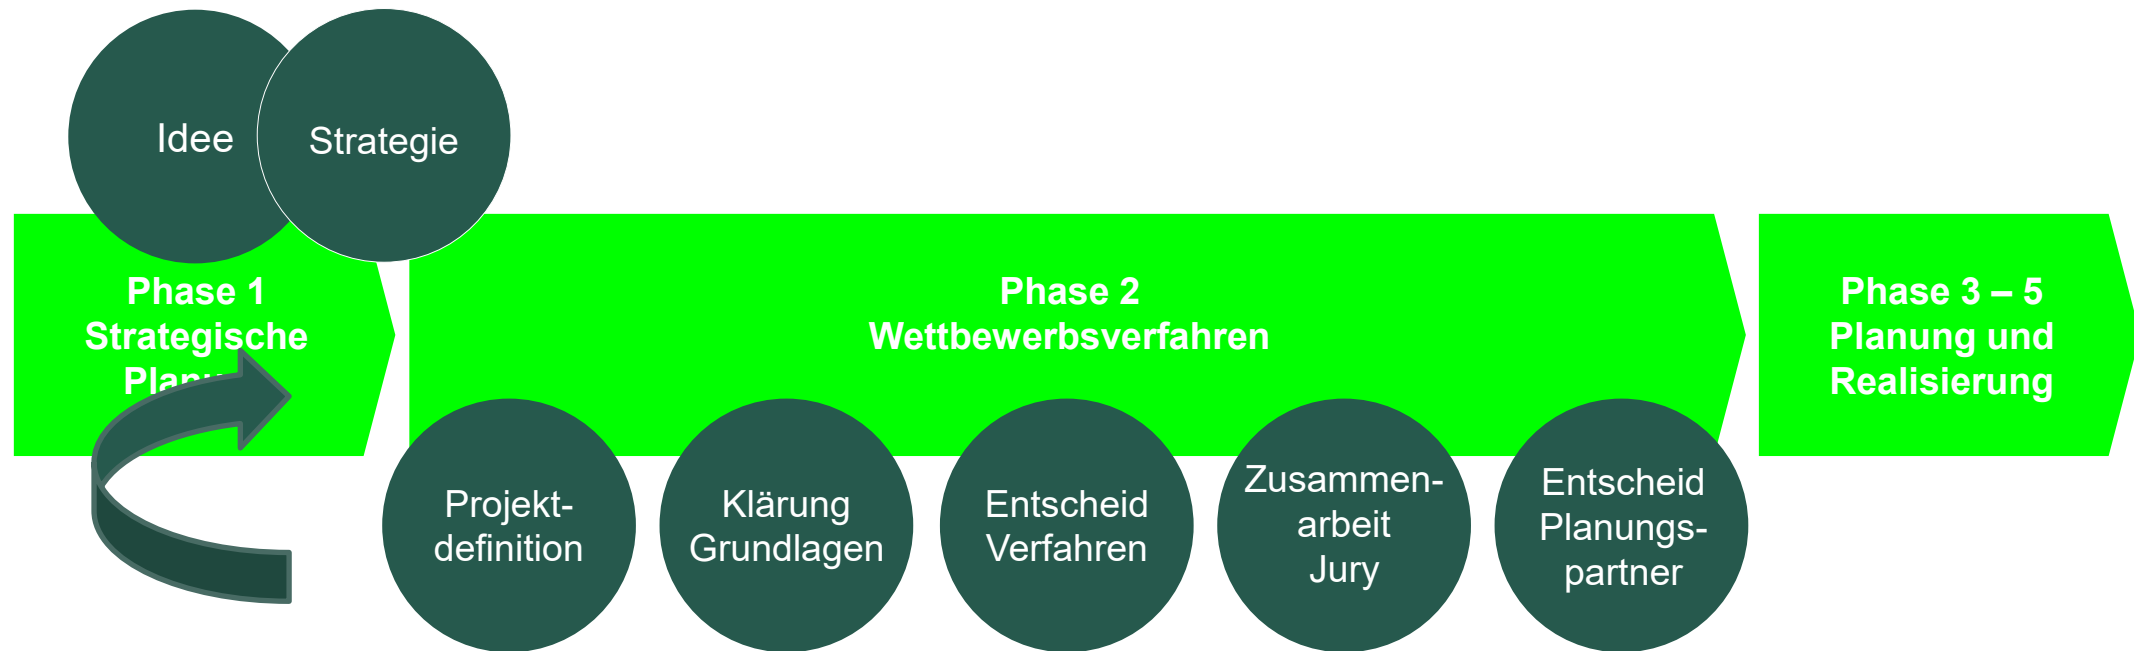 Idee
Strategie
Phase 1
Strategische
Phase 2
Wettbewerbsverfahren
Phase 3 – 5
Planung und
Realisierung
Projekt-
definition
Klärung
Grundlagen
Entscheid
Verfahren
Zusammen-
arbeit
Jury
Entscheid
Planungs-
partner